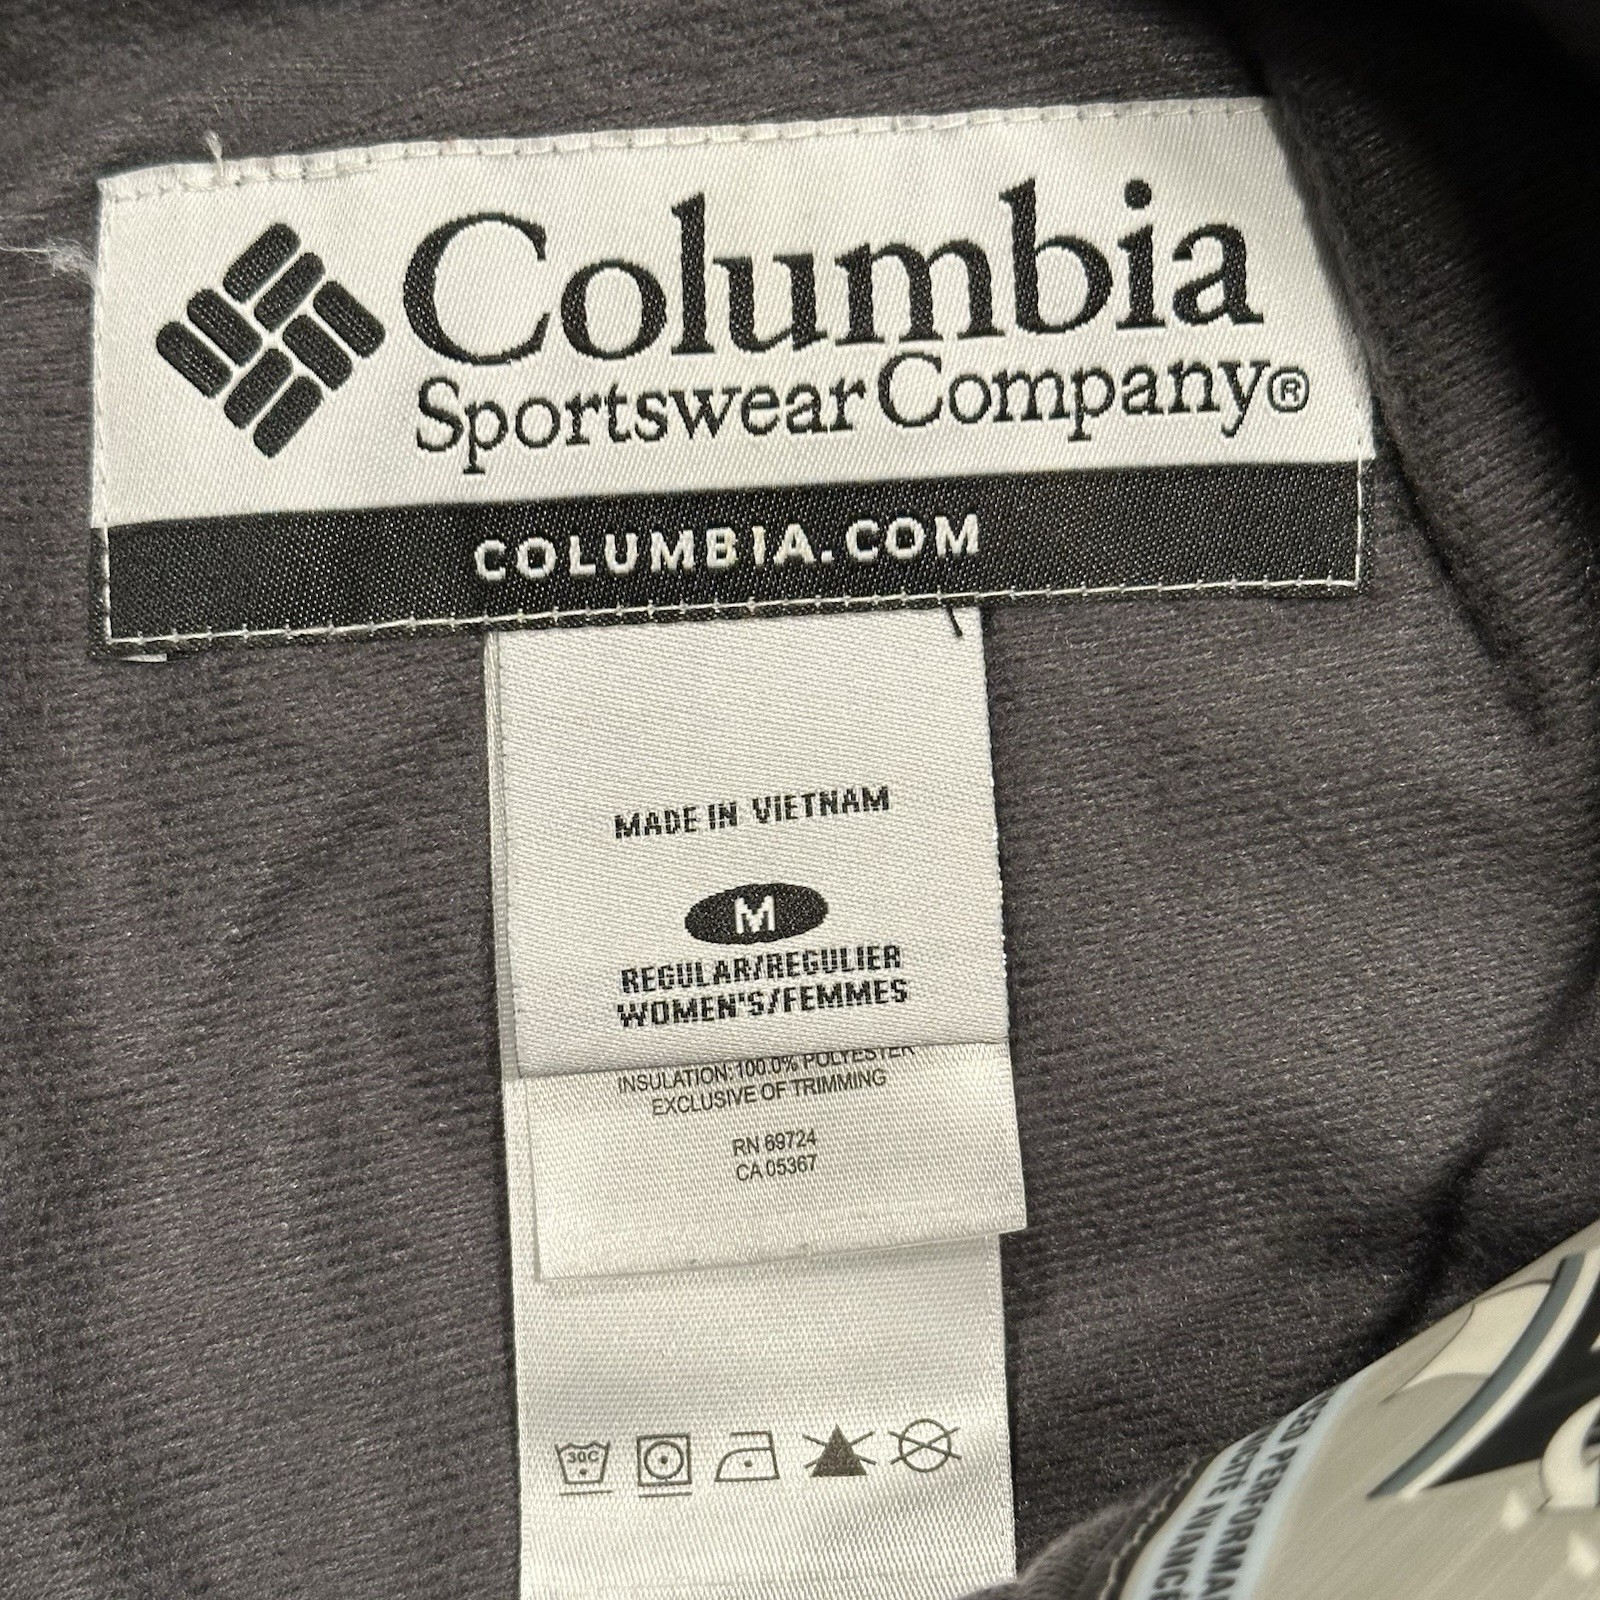 Columbia
Sportswear Company®
COLUMBIA.COM
MADE IN VIETNAM
M
REGULAR/REGULIER
WOMEN'S/FEMMES
INSULATION: 100.0% POLYESTER
EXCLUSIVE OF TRIMMING
RN 69724
CA 05367
30C